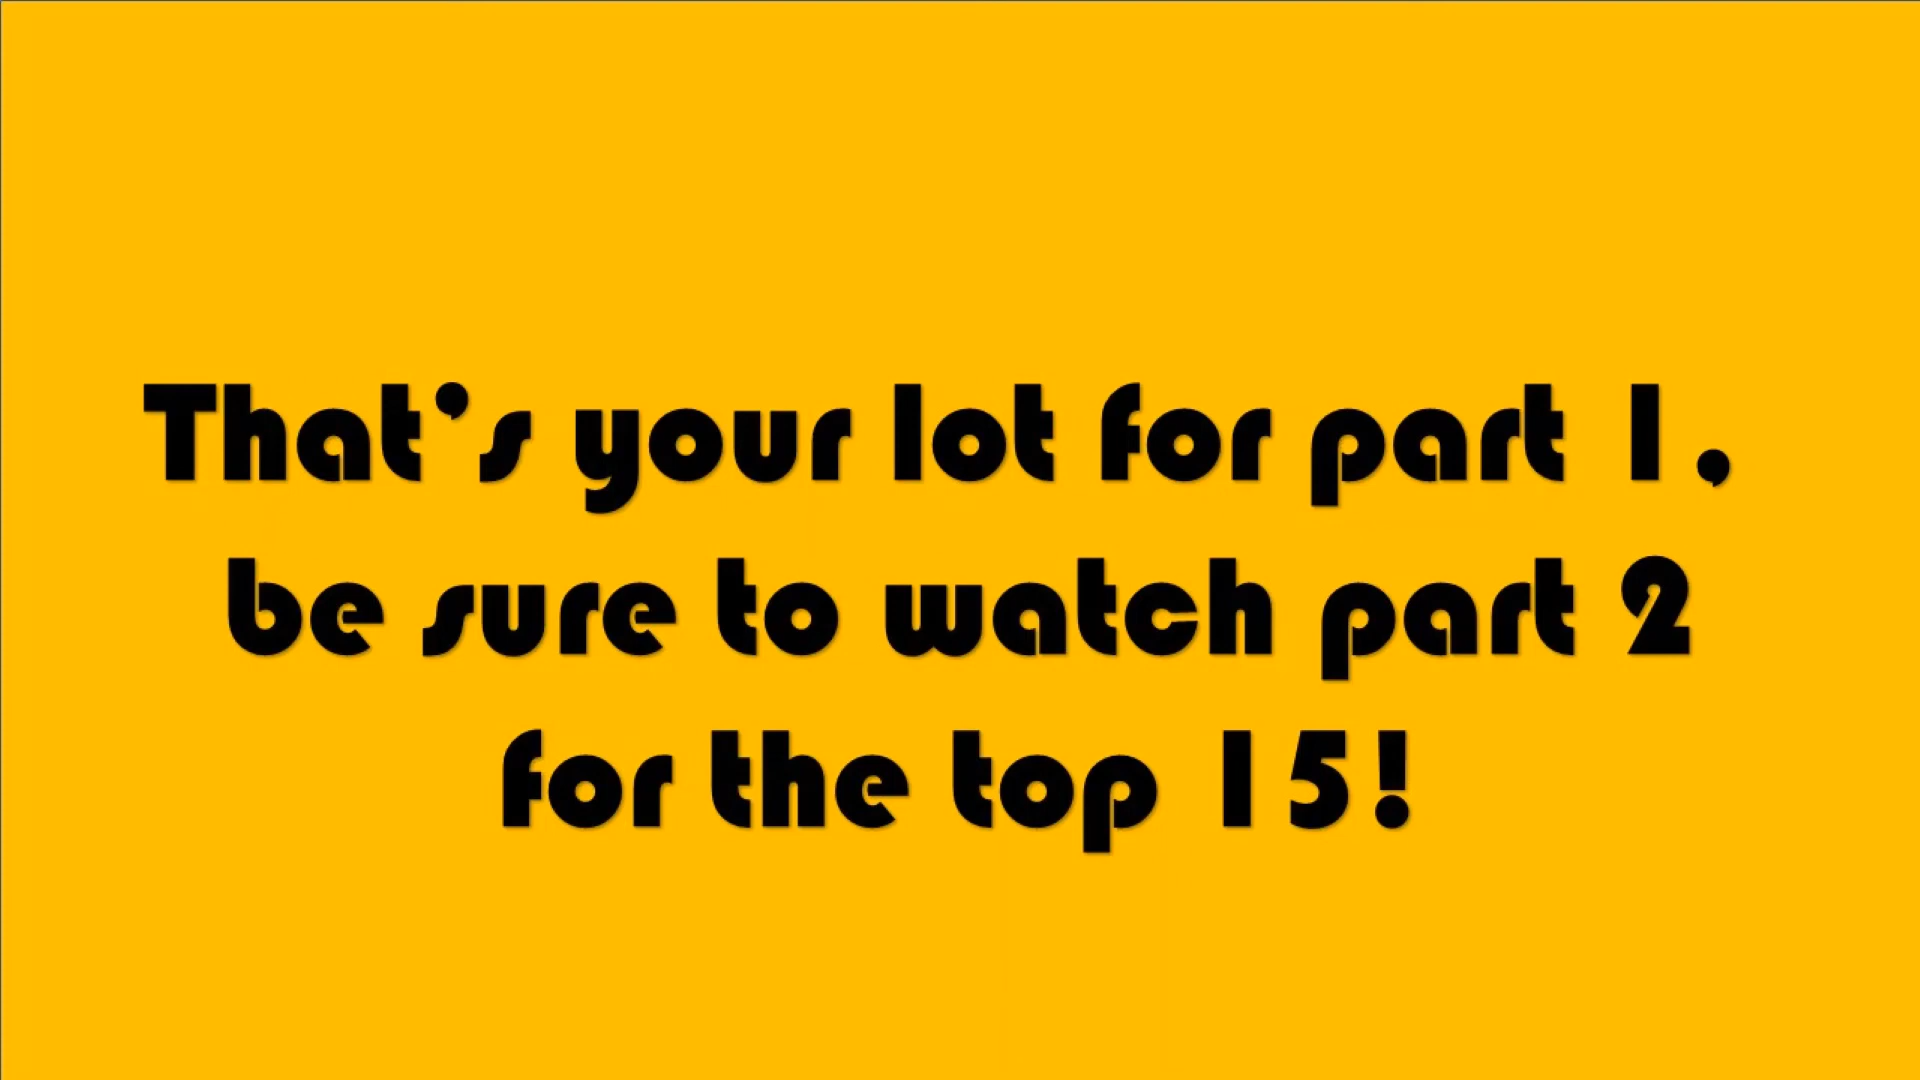 That's your lot for part 1,
be sure to watch part 2
for the top 15!